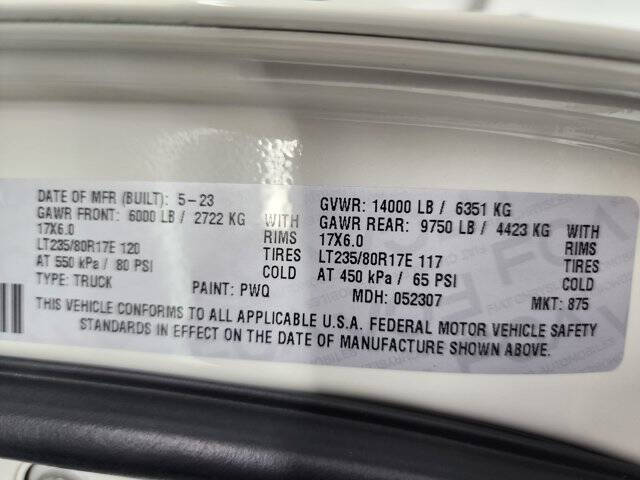 DATE OF MFR (BUILT): 5-23 GVWR: 14000 LB / 6351 KG
GAWR FRONT: 6000 LB / 2722 KG WITH GAWR REAR: 9750 LB / 4423 KG WITH
17X6.0 RIMS 17X6.0 RIMS
LT235/80R17E 120 TIRES LT235/80R17E 117 TIRES
AT 550 kPa / 80 PSI COLD AT 450 kPa / 65 PSI COLD
TYPE: TRUCK PAINT: PWQ MDH: 052307 MKT: 875
THIS VEHICLE CONFORMS TO ALL APPLICABLE U.S.A. FEDERAL MOTOR VEHICLE SAFETY
STANDARDS IN EFFECT ON THE DATE OF MANUFACTURE SHOWN ABOVE.